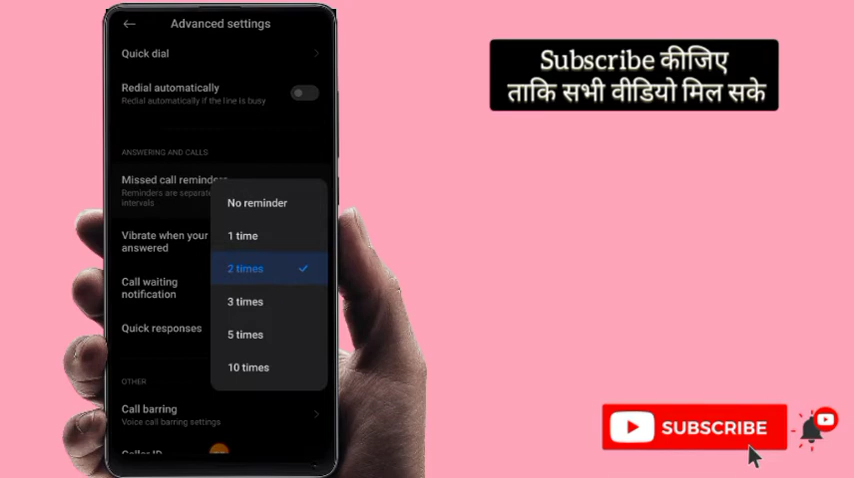 Advanced settings
Quick dial
Redial automatically
Redial automatically if the line is busy
ANSWERING AND CALLS
Missed call reminders
Reminders are separate
intervals
Vibrate when your
answered
Call waiting
notification
Quick responses
OTHER
Call barring
Voice call barring settings
Caller ID
No reminder
1 time
2 times
3 times
5 times
10 times
Subscribe कीजिए
ताकि सभी वीडियो मिल सके
SUBSCRIBE